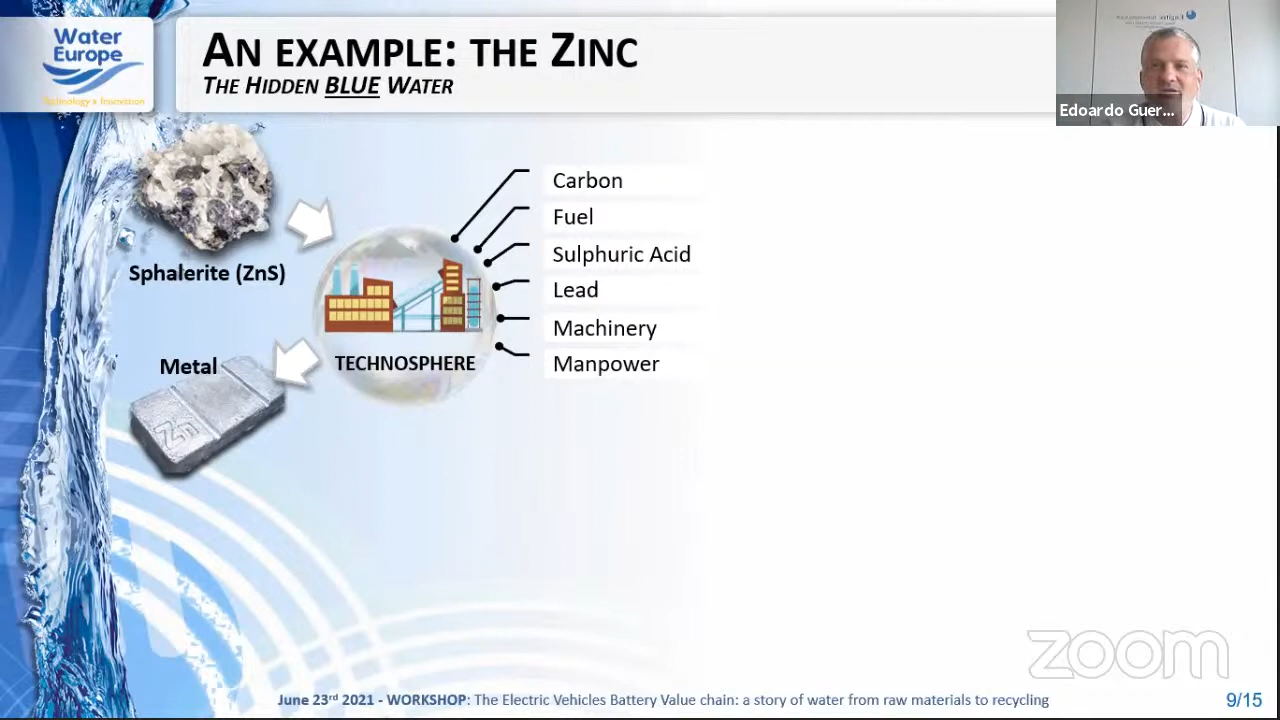 Water
Europe
Technology & Innovation
AN EXAMPLE: THE ZINC
THE HIDDEN BLUE WATER
Edoardo Guer...
Sphalerite (ZnS)
Metal
TECHNOSPHERE
Carbon
Fuel
Sulphuric Acid
Lead
Machinery
Manpower
zoom
June 23rd 2021 - WORKSHOP: The Electric Vehicles Battery Value chain: a story of water from raw materials to recycling
9/15